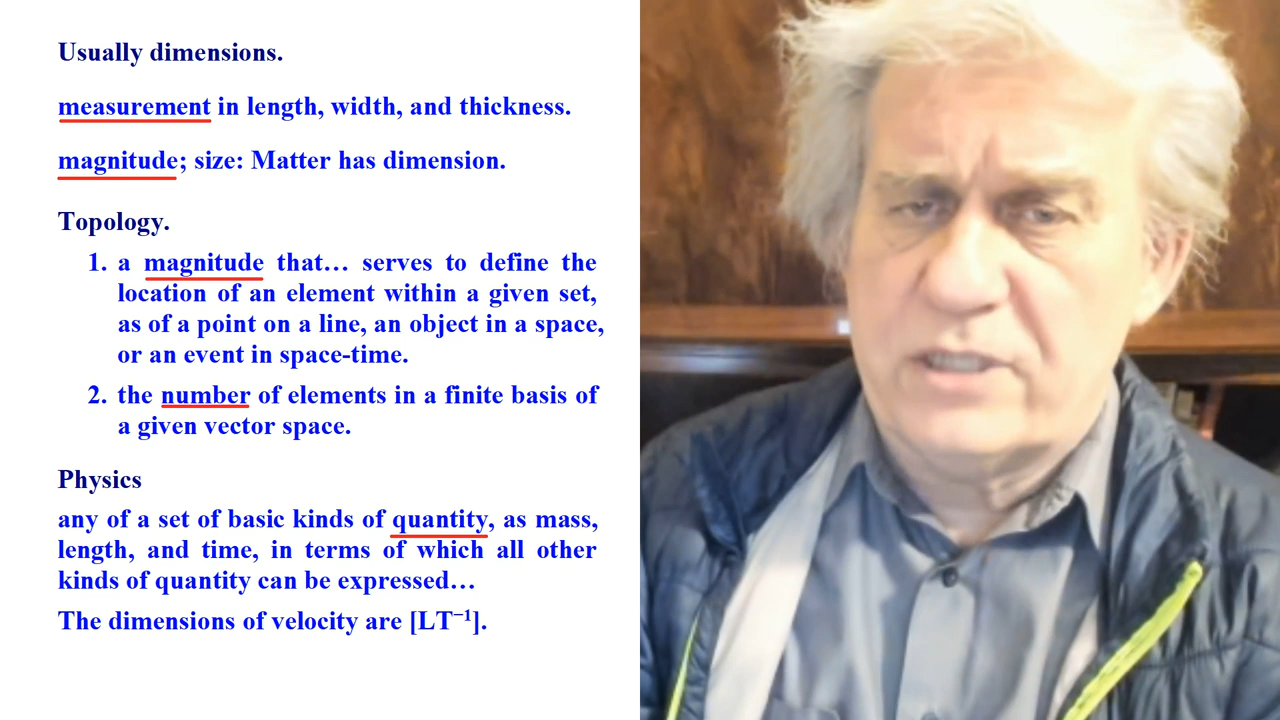 Usually dimensions.
measurement in length, width, and thickness.
magnitude; size: Matter has dimension.
Topology.
1. a magnitude that… serves to define the
location of an element within a given set,
as of a point on a line, an object in a space,
or an event in space-time.
2. the number of elements in a finite basis of
a given vector space.
Physics
any of a set of basic kinds of quantity, as mass,
length, and time, in terms of which all other
kinds of quantity can be expressed…
The dimensions of velocity are [LT⁻¹].